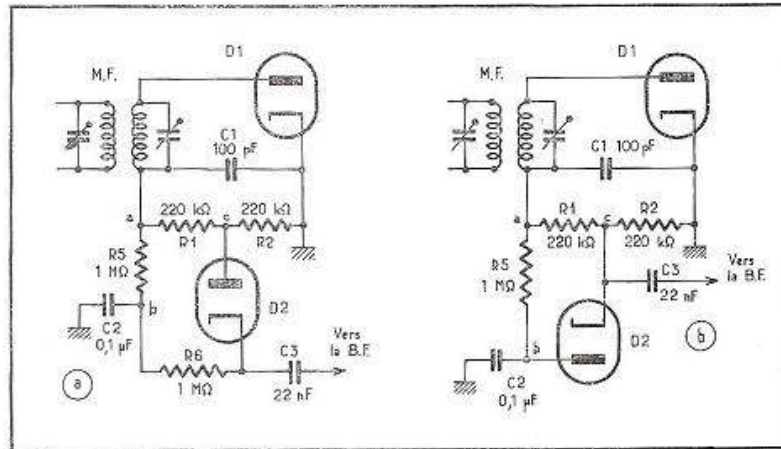 D1
M.F.
C1
100 pF
220 kΩ
220 kΩ
a
c
R1
R2
R5
1 MΩ
b
C2
0,1 µF
D2
R6
1 MΩ
C3
22 nF
Vers
la B.F.
a
D1
M.F.
C1 100 pF
R1
R2
a
c
220 kΩ
220 kΩ
R5
1 MΩ
C3
22 nF
Vers
la B.F.
b
C2
0,1 µF
D2
b